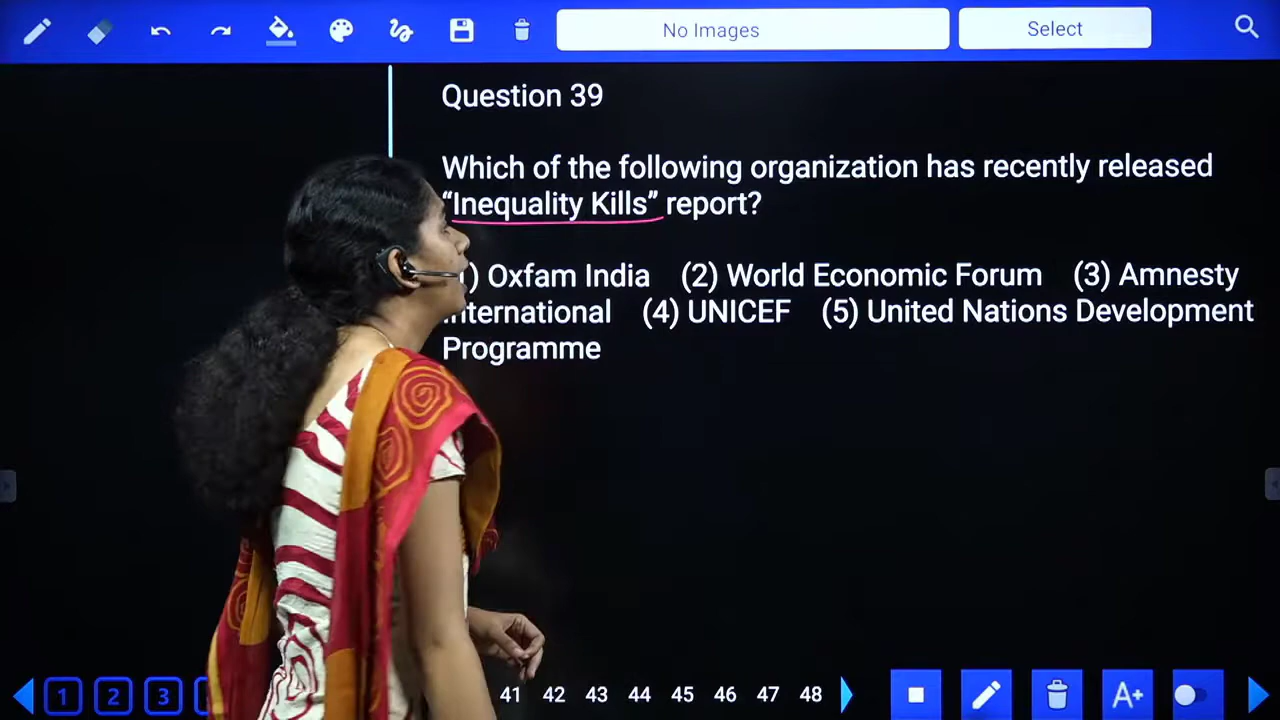 No Images
Select
Question 39
Which of the following organization has recently released
“Inequality Kills” report?
) Oxfam India (2) World Economic Forum (3) Amnesty
nternational (4) UNICEF (5) United Nations Development
Programme
1 2 3 41 42 43 44 45 46 47 48 A+